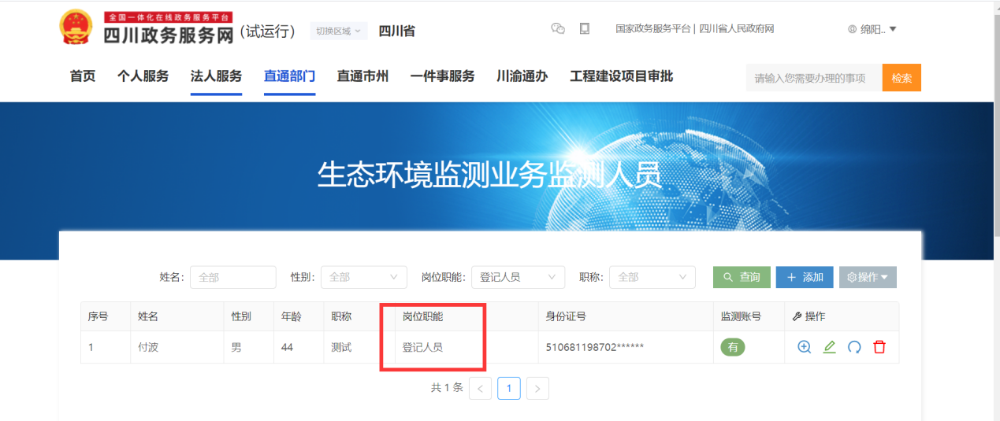 全国一体化在线政务服务平台
四川政务服务网 (试运行) 切换区域 四川省 国家政务服务平台 | 四川省人民政府网 绵阳..
首页 个人服务 法人服务 直通部门 直通市州 一件事服务 川渝通办 工程建设项目审批 请输入您需要办理的事项 检索
生态环境监测业务监测人员
姓名: 全部 性别: 全部 岗位职能: 登记人员 职称: 全部 查询 添加 操作
序号 姓名 性别 年龄 职称 岗位职能 身份证号 监测账号 操作
1 付波 男 44 测试 登记人员 510681198702****** 有
共 1 条 < 1 >